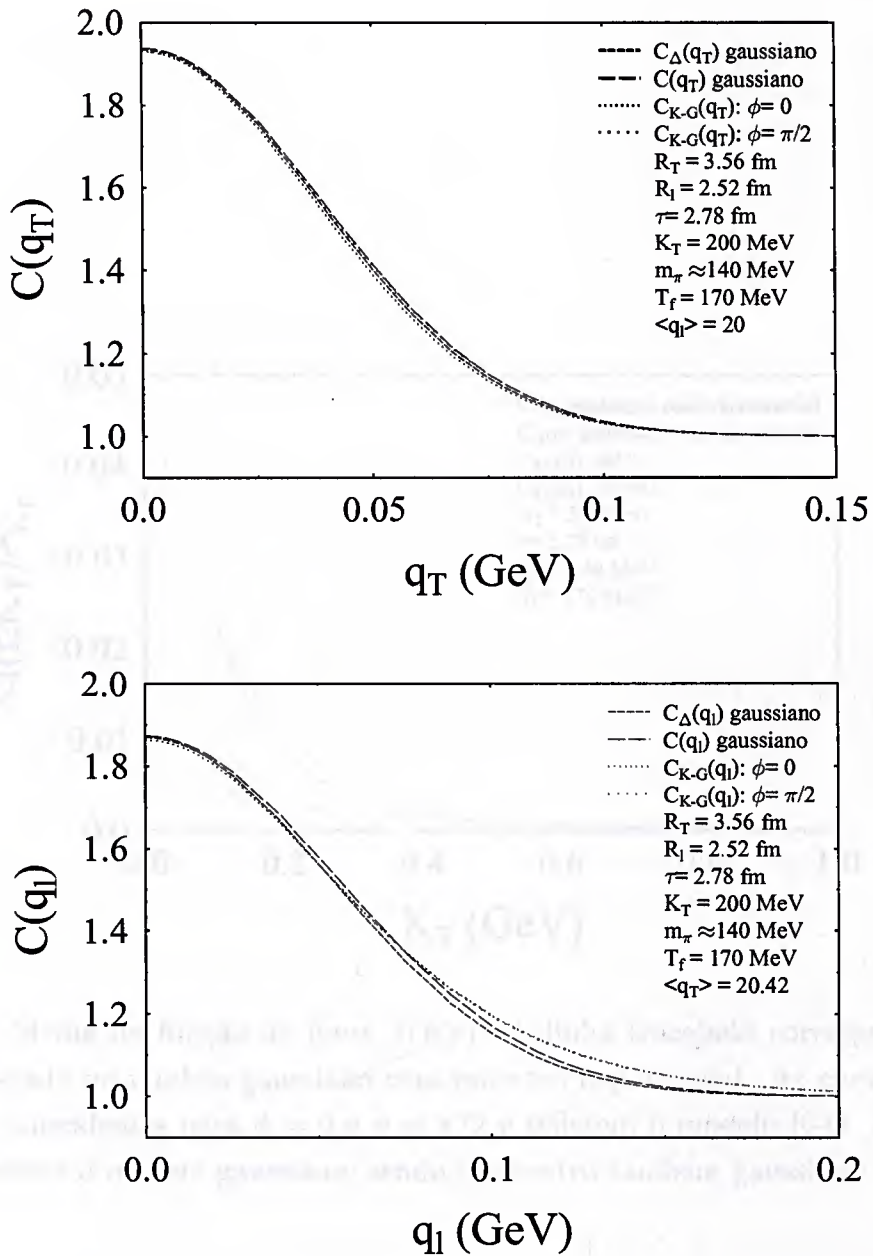 2.0
1.8
1.6
1.4
1.2
1.0
C(q_T)
C_Δ(q_T) gaussiano
C(q_T) gaussiano
C_K-G(q_T): ϕ= 0
C_K-G(q_T): ϕ= π/2
R_T = 3.56 fm
R_l = 2.52 fm
τ= 2.78 fm
K_T = 200 MeV
m_π ≈140 MeV
T_f = 170 MeV
<q_l> = 20
0.0 0.05 0.1 0.15
q_T (GeV)
2.0
1.8
1.6
1.4
1.2
1.0
C(q_l)
C_Δ(q_l) gaussiano
C(q_l) gaussiano
C_K-G(q_l): ϕ= 0
C_K-G(q_l): ϕ= π/2
R_T = 3.56 fm
R_l = 2.52 fm
τ= 2.78 fm
K_T = 200 MeV
m_π ≈140 MeV
T_f = 170 MeV
<q_T> = 20.42
0.0 0.1 0.2
q_l (GeV)